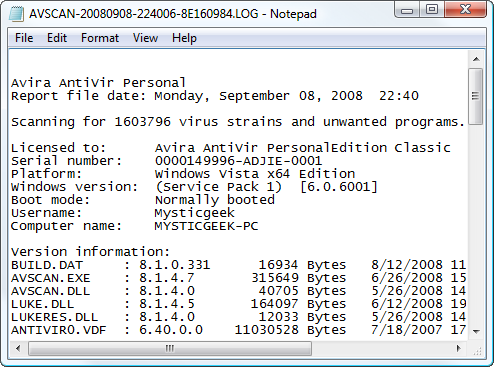 AVSCAN-20080908-224006-8E160984.LOG - Notepad
File Edit Format View Help
Avira AntiVir Personal
Report file date: Monday, September 08, 2008  22:40
Scanning for 1603796 virus strains and unwanted programs.
Licensed to:      Avira AntiVir PersonalEdition Classic
Serial number:    0000149996-ADJIE-0001
Platform:         Windows Vista x64 Edition
Windows version:  (Service Pack 1)  [6.0.6001]
Boot mode:        Normally booted
Username:         Mysticgeek
Computer name:    MYSTICGEEK-PC
Version information:
BUILD.DAT     : 8.1.0.331      16934 Bytes   8/12/2008 11
AVSCAN.EXE    : 8.1.4.7       315649 Bytes   6/26/2008 15
AVSCAN.DLL    : 8.1.4.0        40705 Bytes   5/26/2008 14
LUKE.DLL      : 8.1.4.5       164097 Bytes   6/12/2008 19
LUKERES.DLL   : 8.1.4.0        12033 Bytes   5/26/2008 14
ANTIVIR0.VDF  : 6.40.0.0    11030528 Bytes   7/18/2007 17